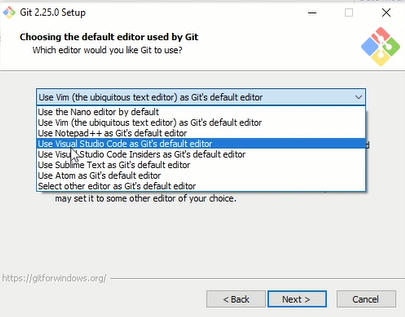 Git 2.25.0 Setup
Choosing the default editor used by Git
Which editor would you like Git to use?
Use Vim (the ubiquitous text editor) as Git's default editor
Use the Nano editor by default
Use Vim (the ubiquitous text editor) as Git's default editor
Use Notepad++ as Git's default editor
Use Visual Studio Code as Git's default editor
Use Visual Studio Code Insiders as Git's default editor
Use Sublime Text as Git's default editor
Use Atom as Git's default editor
Select other editor as Git's default editor
may set it to some other editor of your choice.
https://gitforwindows.org/
< Back
Next >
Cancel